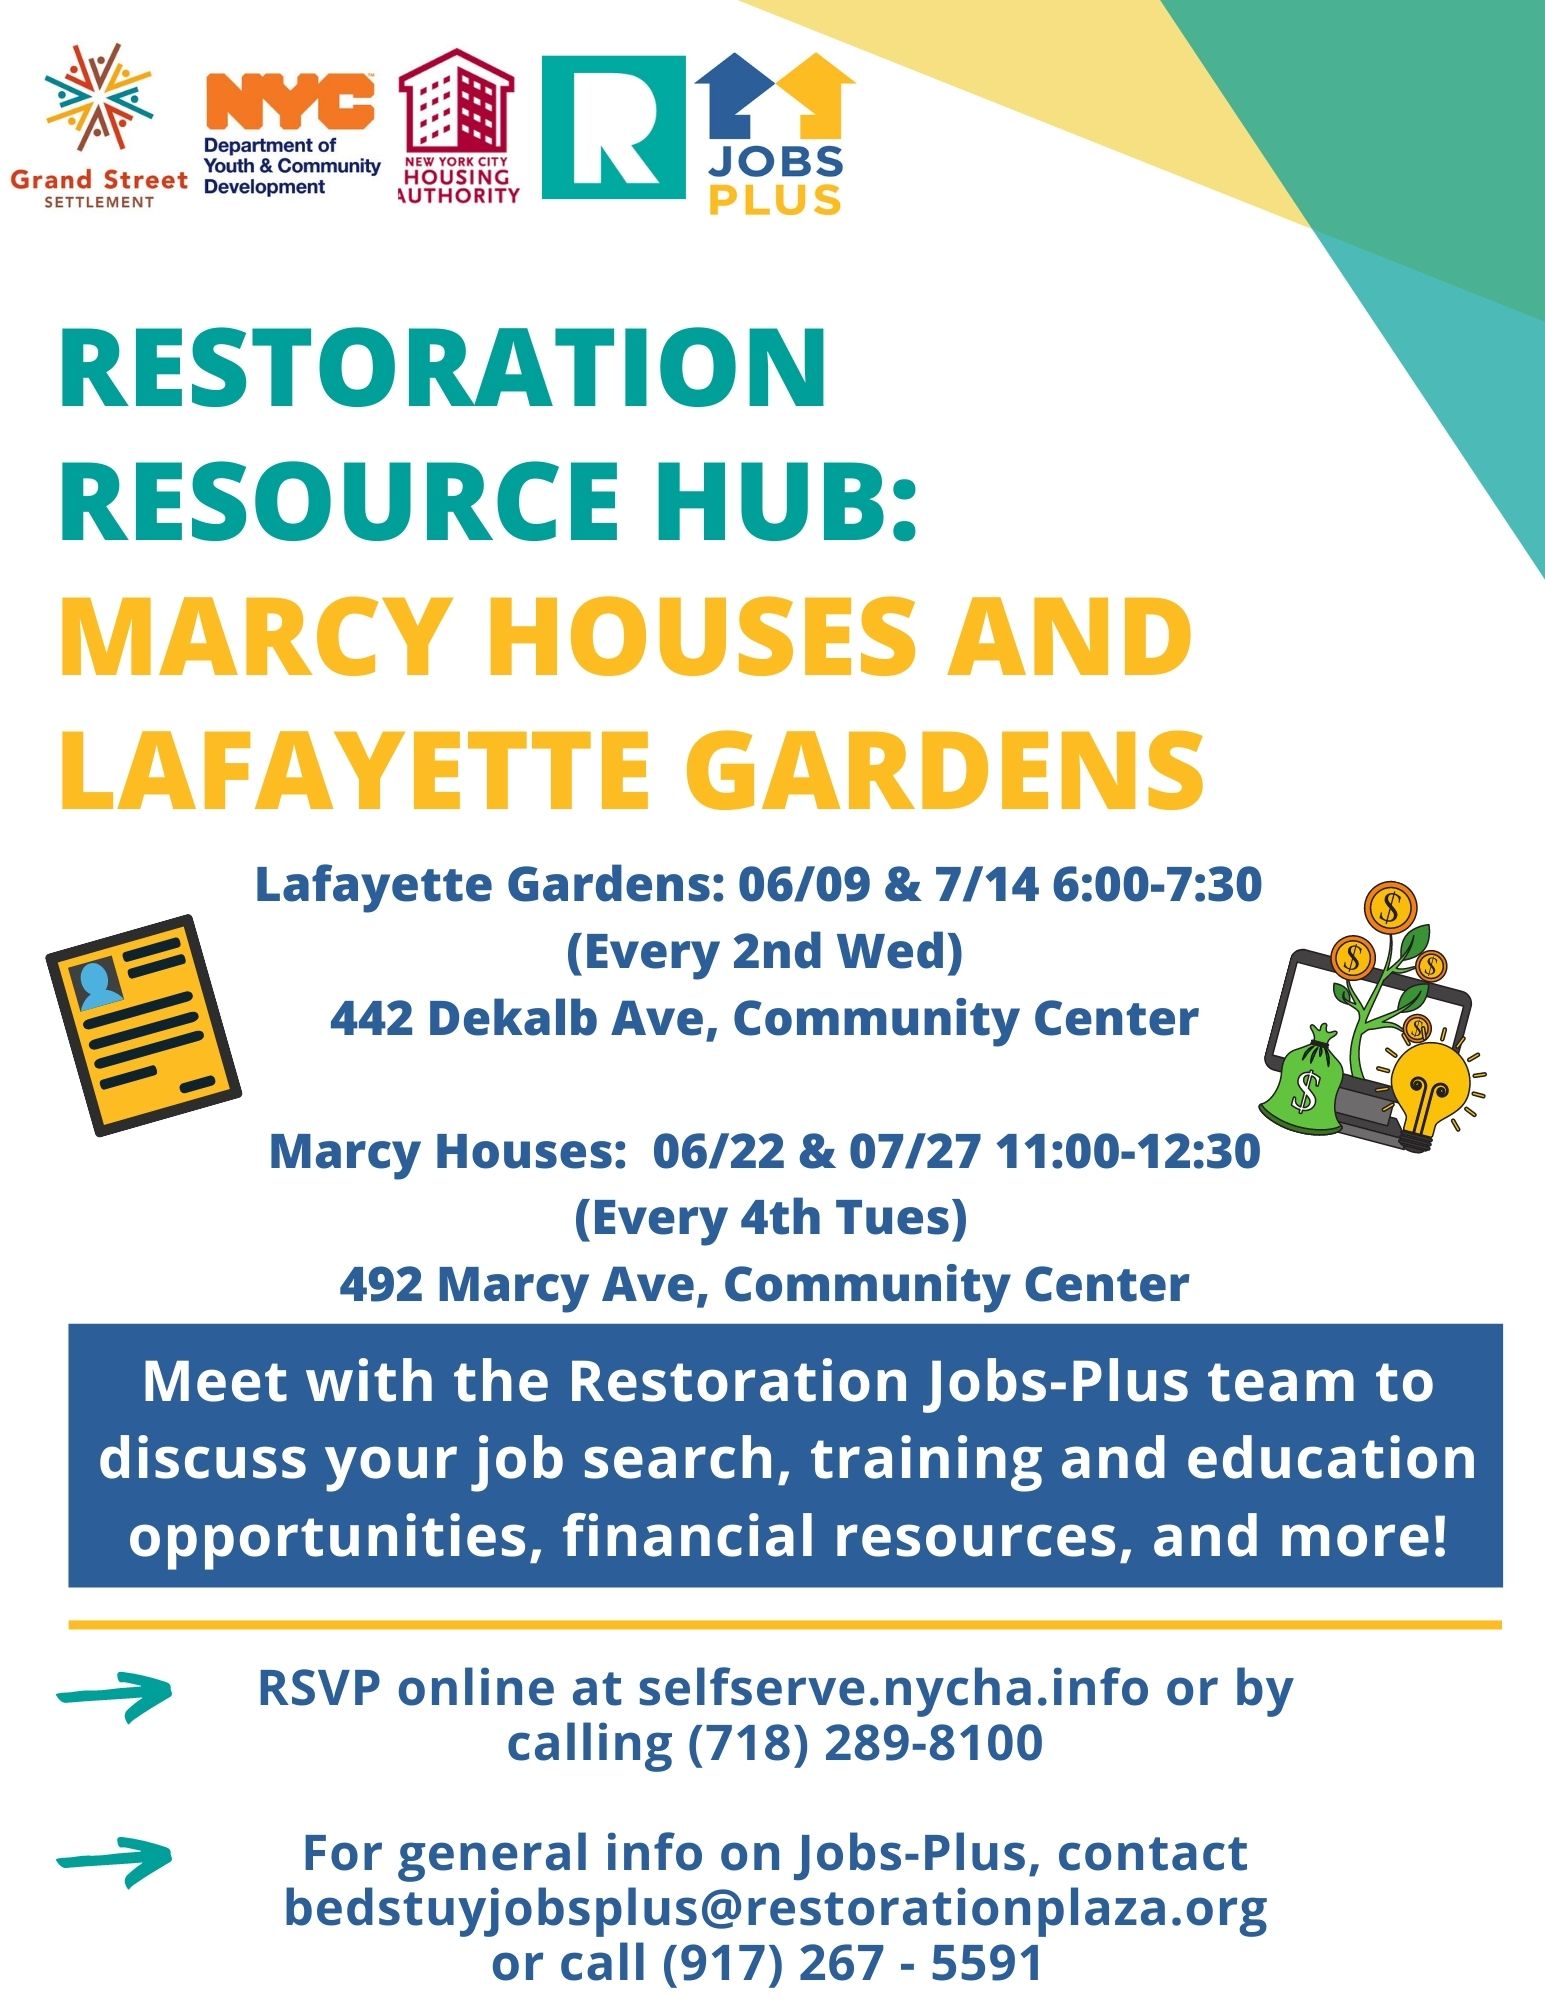 Grand Street
SETTLEMENT
NYC
Department of
Youth & Community
Development
NEW YORK CITY
HOUSING
AUTHORITY
R
JOBS
PLUS
RESTORATION
RESOURCE HUB:
MARCY HOUSES AND
LAFAYETTE GARDENS
Lafayette Gardens: 06/09 & 7/14 6:00-7:30
(Every 2nd Wed)
442 Dekalb Ave, Community Center
Marcy Houses: 06/22 & 07/27 11:00-12:30
(Every 4th Tues)
492 Marcy Ave, Community Center
Meet with the Restoration Jobs-Plus team to
discuss your job search, training and education
opportunities, financial resources, and more!
RSVP online at selfserve.nycha.info or by
calling (718) 289-8100
For general info on Jobs-Plus, contact
bedstuyjobsplus@restorationplaza.org
or call (917) 267 - 5591